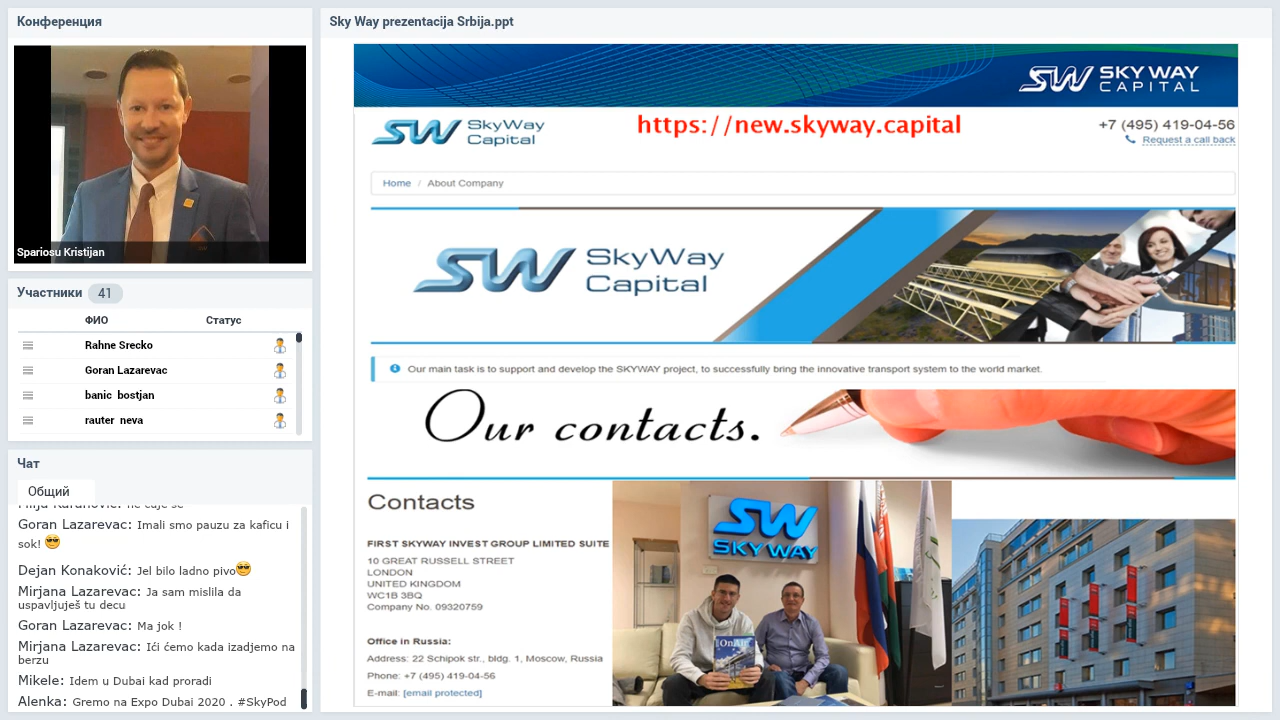 Конференция
Spariosu Kristijan
Участники 41
ФИО Статус
Rahne Srecko
Goran Lazarevac
banic bostjan
rauter neva
Чат
Общий
Goran Lazarevac: Imali smo pauzu za kaficu i
sok!
Dejan Konaković: Jel bilo ladno pivo
Mirjana Lazarevac: Ja sam mislila da
uspavljuješ tu decu
Goran Lazarevac: Ma jok !
Mirjana Lazarevac: Ići ćemo kada izadjemo na
berzu
Mikele: Idem u Dubai kad proradi
Alenka: Gremo na Expo Dubai 2020 . #SkyPod
Sky Way prezentacija Srbija.ppt
SW SKY WAY
CAPITAL
SW SkyWay
Capital
https://new.skyway.capital
+7 (495) 419-04-56
Request a call back
Home / About Company
SW SkyWay
Capital
Our main task is to support and develop the SKYWAY project, to successfully bring the innovative transport system to the world market.
Our contacts.
Contacts
FIRST SKYWAY INVEST GROUP LIMITED SUITE
10 GREAT RUSSELL STREET
LONDON
UNITED KINGDOM
WC1B 3BQ
Company No. 09320759
Office in Russia:
Address: 22 Schipok str., bldg. 1, Moscow, Russia
Phone: +7 (495) 419-04-56
E-mail: [email protected]
SW
SKY WAY
OnAir